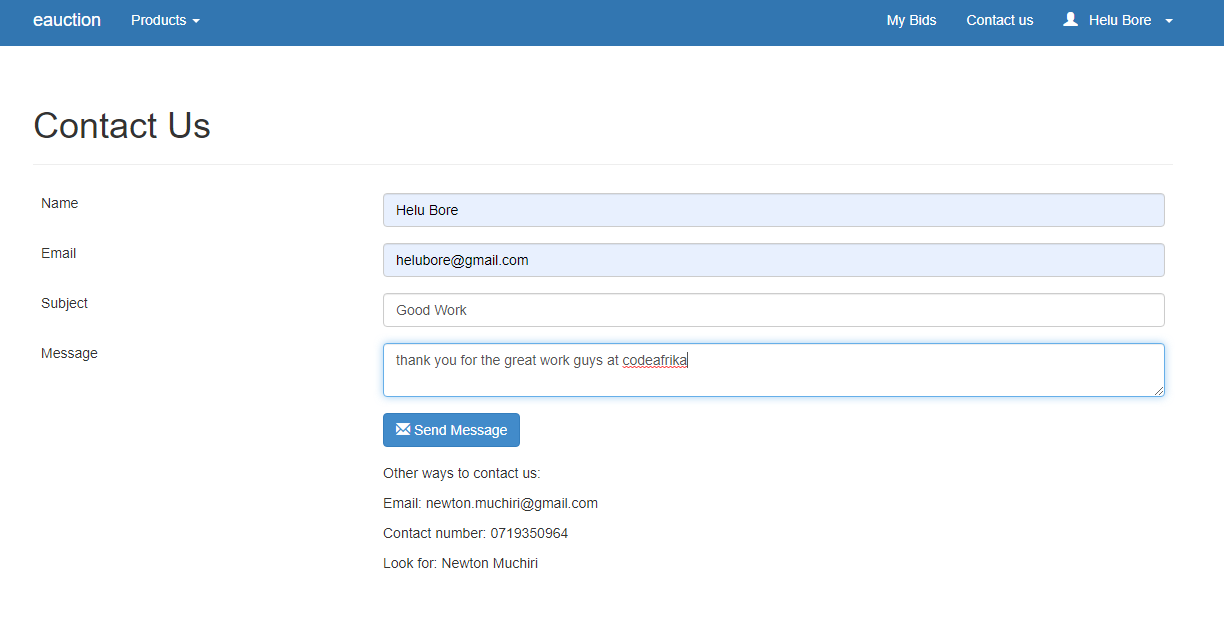 eauction Products My Bids Contact us Helu Bore
Contact Us
Name Helu Bore
Email helubore@gmail.com
Subject Good Work
Message thank you for the great work guys at codeafrika
Send Message
Other ways to contact us:
Email: newton.muchiri@gmail.com
Contact number: 0719350964
Look for: Newton Muchiri